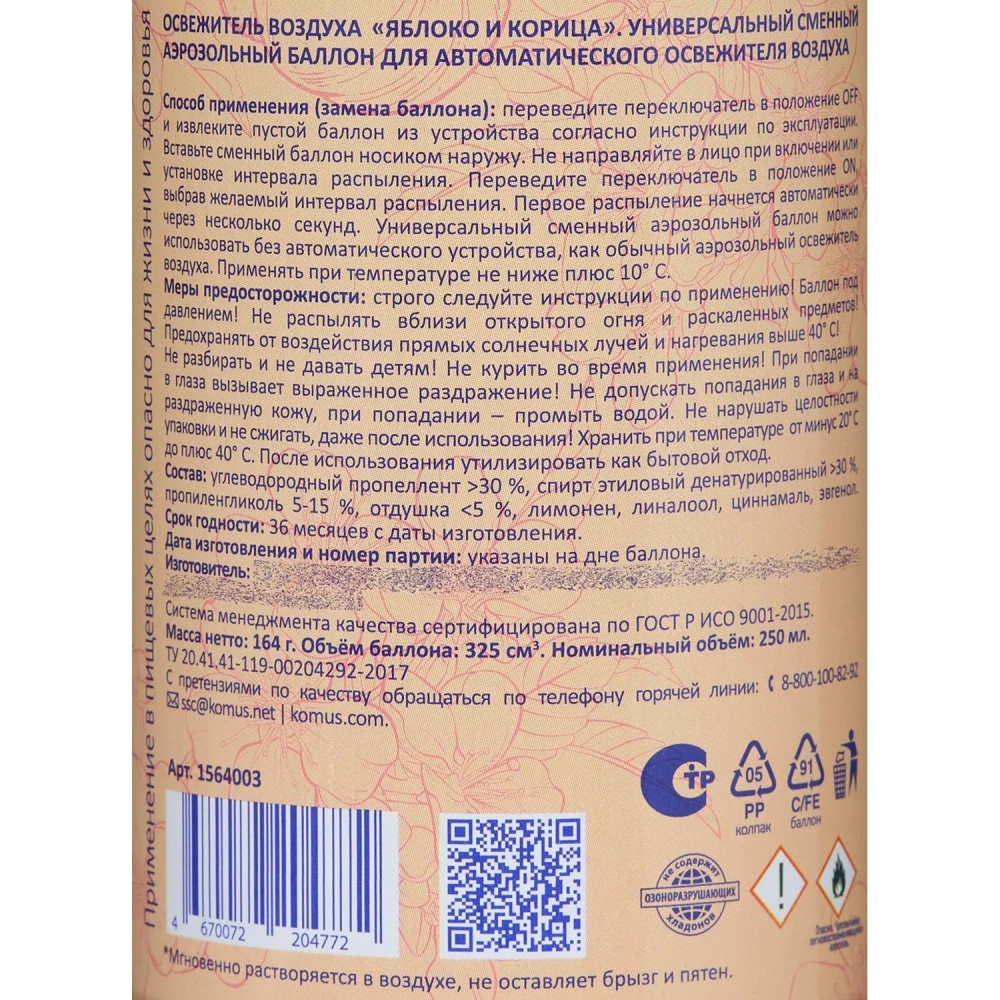 ОСВЕЖИТЕЛЬ ВОЗДУХА «ЯБЛОКО И КОРИЦА». УНИВЕРСАЛЬНЫЙ СМЕННЫЙ
АЭРОЗОЛЬНЫЙ БАЛЛОН ДЛЯ АВТОМАТИЧЕСКОГО ОСВЕЖИТЕЛЯ ВОЗДУХА
Способ применения (замена баллона): переведите переключатель в положение OFF
и извлеките пустой баллон из устройства согласно инструкции по эксплуатации.
Вставьте сменный баллон носиком наружу. Не направляйте в лицо при включении или
установке интервала распыления. Переведите переключатель в положение ON,
выбрав желаемый интервал распыления. Первое распыление начнется автоматически
через несколько секунд. Универсальный сменный аэрозольный баллон можно
использовать без автоматического устройства, как обычный аэрозольный освежитель
воздуха. Применять при температуре не ниже плюс 10° С.
Меры предосторожности: строго следуйте инструкции по применению! Баллон под
давлением! Не распылять вблизи открытого огня и раскаленных предметов!
Предохранять от воздействия прямых солнечных лучей и нагревания выше 40° С!
Не разбирать и не давать детям! Не курить во время применения! При попадании
в глаза вызывает выраженное раздражение! Не допускать попадания в глаза и на
раздраженную кожу, при попадании – промыть водой. Не нарушать целостности
упаковки и не сжигать, даже после использования! Хранить при температуре от минус 20° С
до плюс 40° С. После использования утилизировать как бытовой отход.
Состав: углеводородный пропеллент >30 %, спирт этиловый денатурированный >30 %,
пропиленгликоль 5-15 %, отдушка <5 %, лимонен, линалоол, циннамаль, эвгенол.
Срок годности: 36 месяцев с даты изготовления.
Дата изготовления и номер партии: указаны на дне баллона.
Изготовитель:
Система менеджмента качества сертифицирована по ГОСТ Р ИСО 9001-2015.
Масса нетто: 164 г. Объём баллона: 325 см³. Номинальный объём: 250 мл.
ТУ 20.41.41-119-00204292-2017
С претензиями по качеству обращаться по телефону горячей линии: 8-800-100-82-92
ssc@komus.net | komus.com.
Применение в пищевых целях опасно для жизни и здоровья
Арт. 1564003
СТР
05
PP
колпак
91
C/FE
баллон
не содержит
ОЗОНОРАЗРУШАЮЩИХ
хладонов
4 670072 204772
*Мгновенно растворяется в воздухе, не оставляет брызг и пятен.